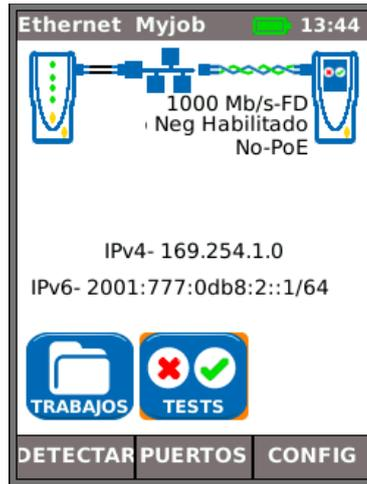 Ethernet Myjob 13:44
1000 Mb/s-FD
Neg Habilitado
No-PoE
IPv4- 169.254.1.0
IPv6- 2001:777:0db8:2::1/64
TRABAJOS TESTS
DETECTAR PUERTOS CONFIG